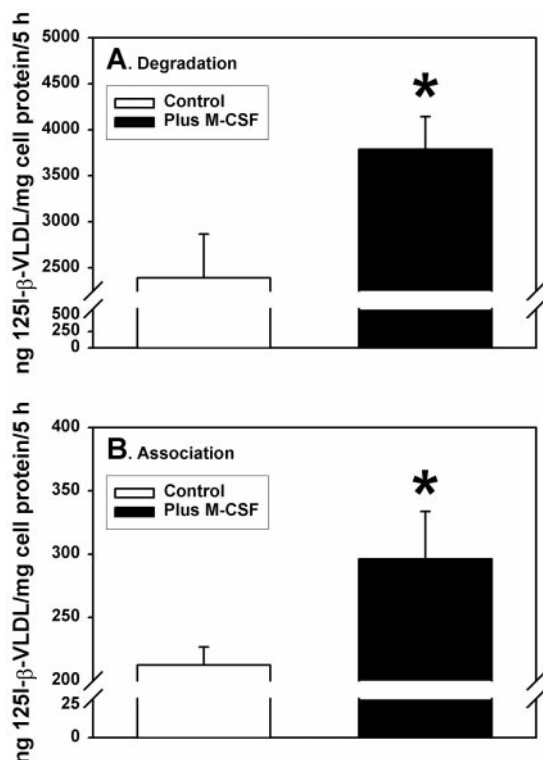 ng 125I-β-VLDL/mg cell protein/5 h
5000
4500
4000
3500
3000
2500
500
250
0
A. Degradation
Control
Plus M-CSF
*
ng 125I-β-VLDL/mg cell protein/5 h
400
350
300
250
200
25
0
B. Association
Control
Plus M-CSF
*